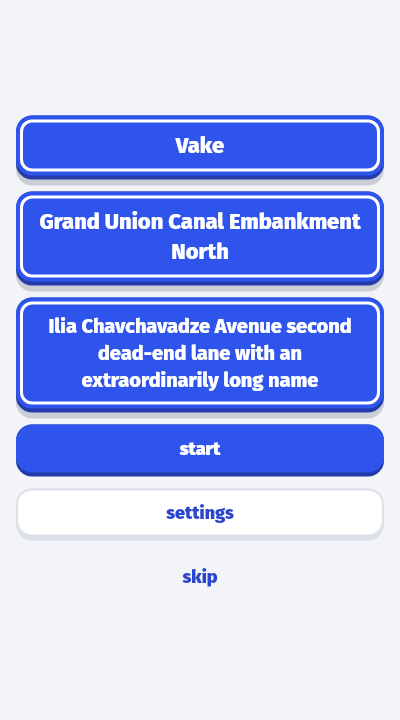 Vake
Grand Union Canal Embankment
North
Ilia Chavchavadze Avenue second
dead-end lane with an
extraordinarily long name
start
settings
skip